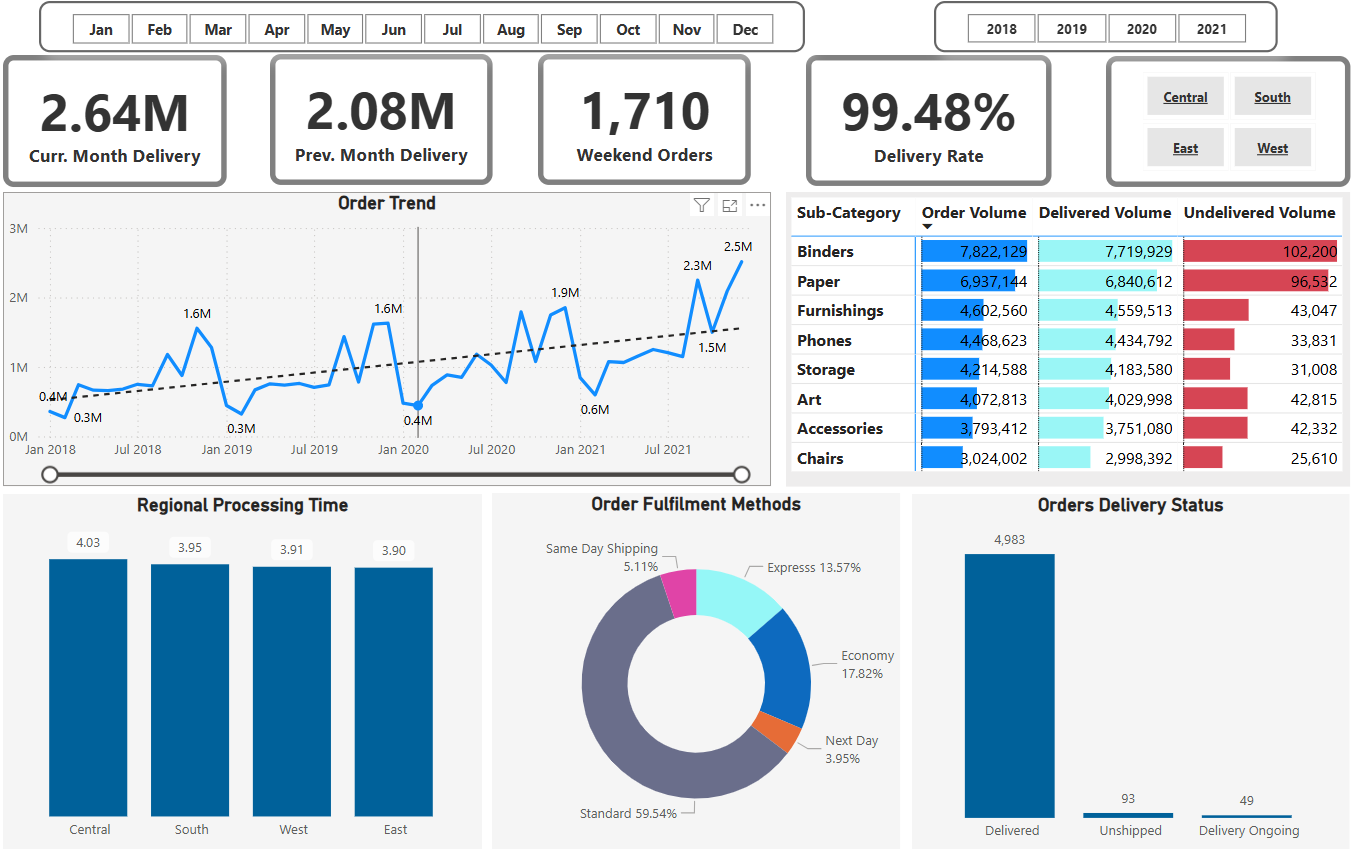 Jan Feb Mar Apr May Jun Jul Aug Sep Oct Nov Dec
2018 2019 2020 2021
2.64M
Curr. Month Delivery
2.08M
Prev. Month Delivery
1,710
Weekend Orders
99.48%
Delivery Rate
Central South
East West
Order Trend
3M
2M
1M
0M
0.4M
0.3M
1.6M
0.3M
1.6M
0.4M
1.9M
0.6M
2.3M
1.5M
2.5M
Jan 2018 Jul 2018 Jan 2019 Jul 2019 Jan 2020 Jul 2020 Jan 2021 Jul 2021
Sub-Category Order Volume Delivered Volume Undelivered Volume
Binders 7,822,129 7,719,929 102,200
Paper 6,937,144 6,840,612 96,532
Furnishings 4,602,560 4,559,513 43,047
Phones 4,468,623 4,434,792 33,831
Storage 4,214,588 4,183,580 31,008
Art 4,072,813 4,029,998 42,815
Accessories 3,793,412 3,751,080 42,332
Chairs 3,024,002 2,998,392 25,610
Regional Processing Time
4.03 3.95 3.91 3.90
Central South West East
Order Fulfilment Methods
Same Day Shipping
5.11%
Expresss 13.57%
Economy
17.82%
Next Day
3.95%
Standard 59.54%
Orders Delivery Status
4,983
93
49
Delivered Unshipped Delivery Ongoing